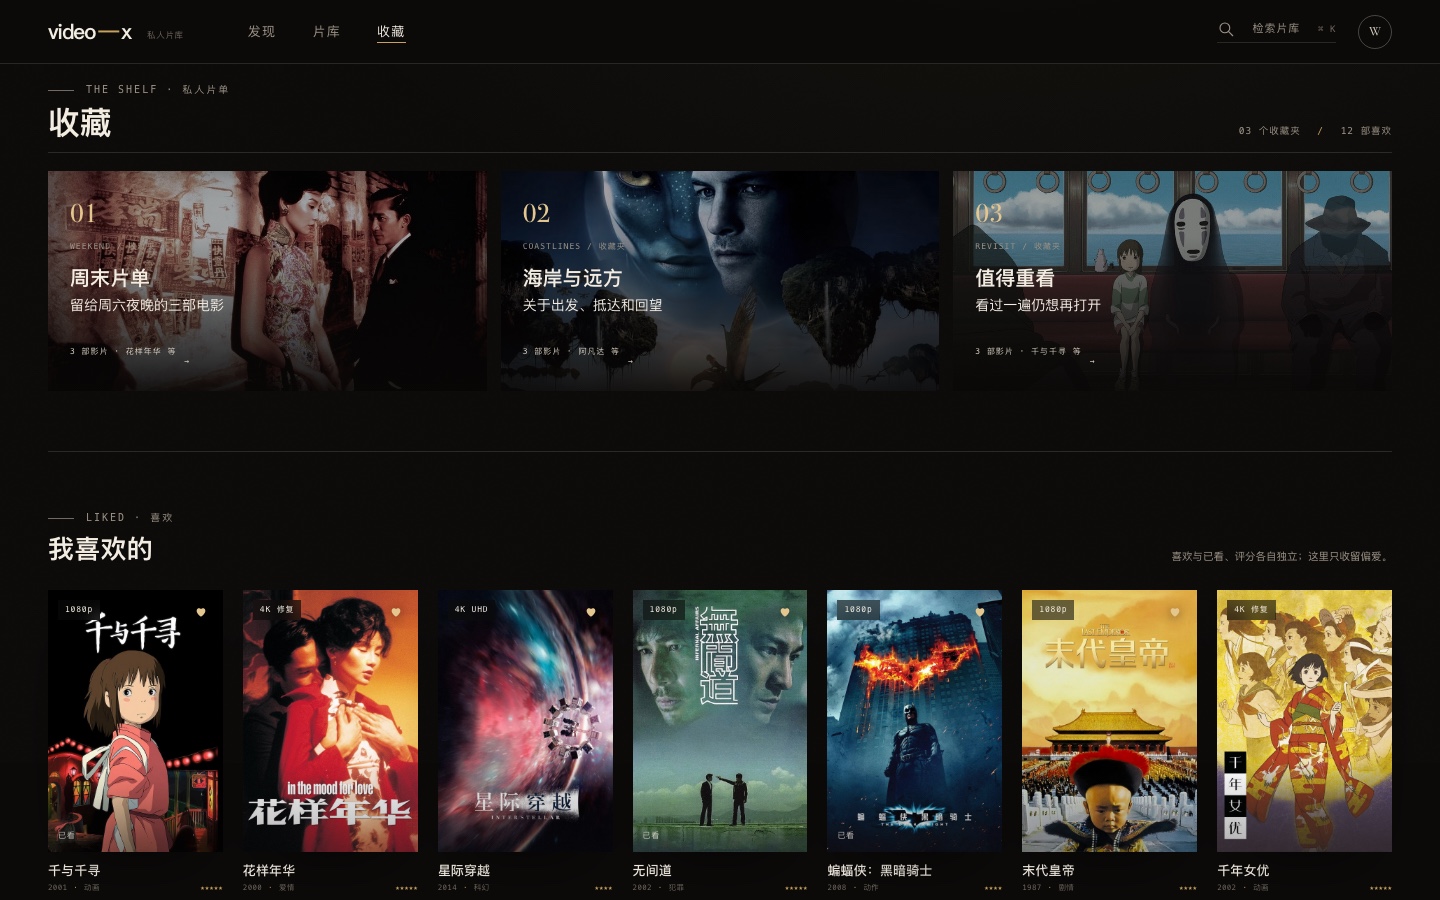 video—x 私人片库 发现 片库 收藏 检索片库 ⌘ K W
THE SHELF · 私人片单
收藏
03 个收藏夹 / 12 部喜欢
01
WEEKEND /
周末片单
留给周六夜晚的三部电影
3 部影片 · 花样年华 等 →
02
COASTLINES / 收藏夹
海岸与远方
关于出发、抵达和回望
3 部影片 · 阿凡达 等 →
03
REVISIT / 收藏夹
值得重看
看过一遍仍想再打开
3 部影片 · 千与千寻 等 →
LIKED · 喜欢
我喜欢的
喜欢与已看、评分各自独立；这里只收留偏爱。
1080p
千与千寻
已看
千与千寻
2001 · 动画 ★★★★★
4K 修复
in the mood for love
花样年华
花样年华
2000 · 爱情 ★★★★★
4K UHD
星际穿越
INTERSTELLAR
星际穿越
2014 · 科幻 ★★★★
1080p
無間道
INFERNAL AFFAIRS
已看
无间道
2002 · 犯罪 ★★★★★
1080p
蝙蝠侠 黑暗骑士
已看
蝙蝠侠：黑暗骑士
2008 · 动作 ★★★★
1080p
末代皇帝
末代皇帝
1987 · 剧情 ★★★★
4K 修复
千年女优
千年女优
2002 · 动画 ★★★★★